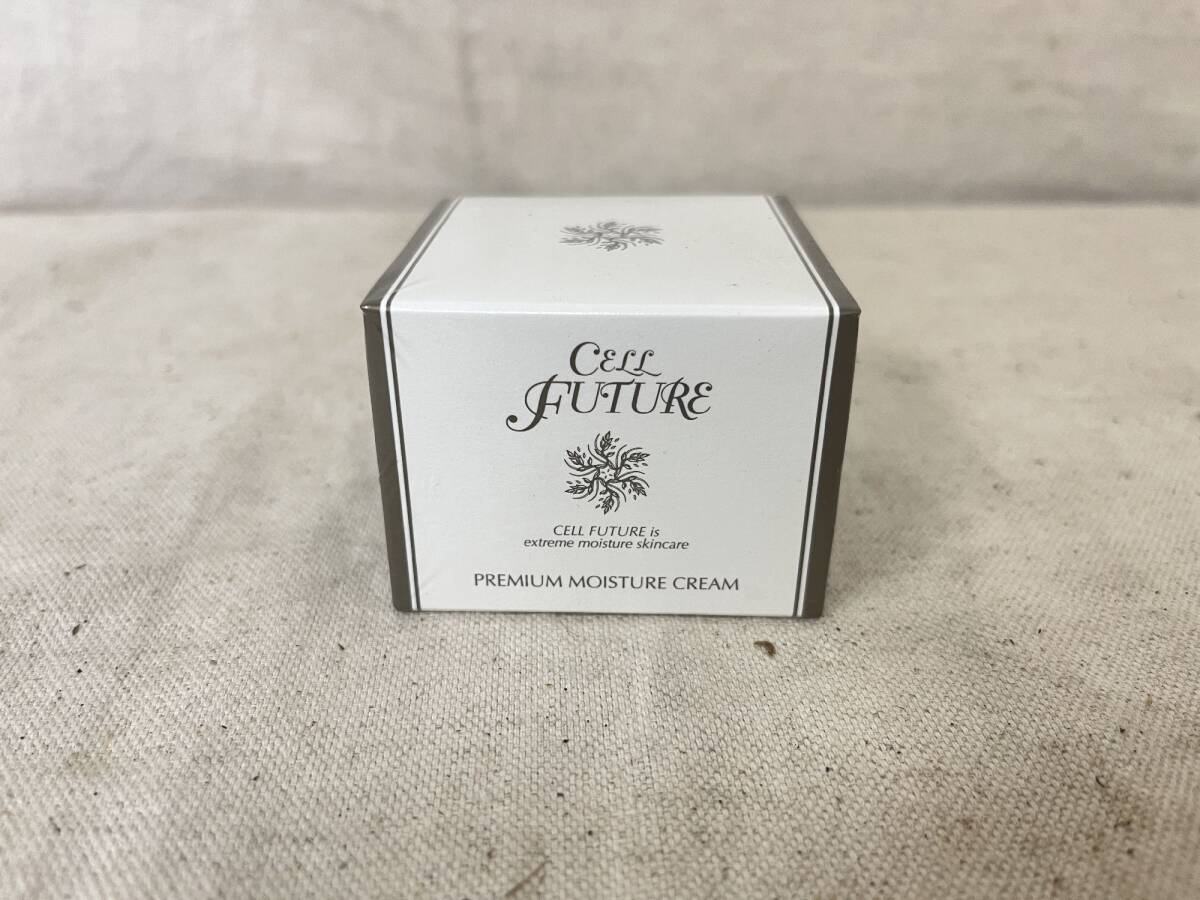 CELL
FUTURE
CELL FUTURE is
extreme moisture skincare
PREMIUM MOISTURE CREAM